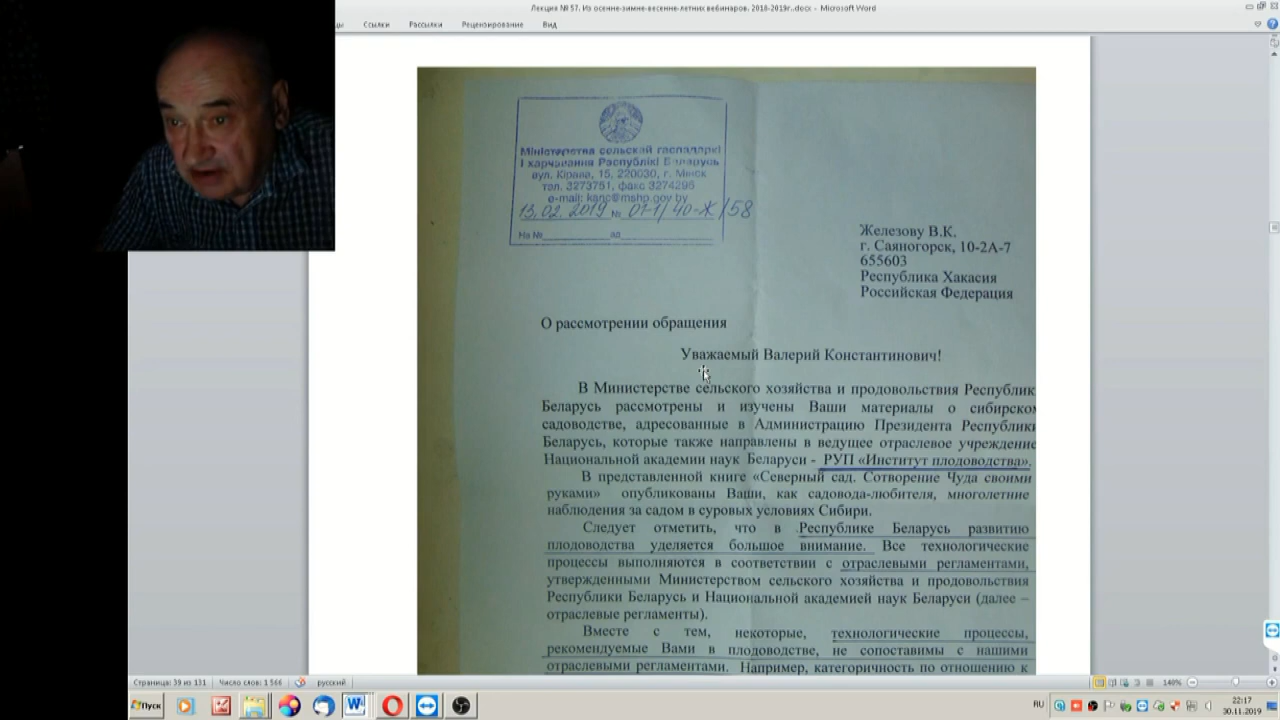 Лекция № 57. Из осенне-зимне-весенне-летних вебинаров. 2018-2019г..docx - Microsoft Word
Ссылки Рассылки Рецензирование Вид
Міністэрства сельскай гаспадаркі
і харчавання Рэспублікі Беларусь
вул. Кірава, 15, 220030, г. Мінск
тэл. 3273751, факс 3274295
e-mail: kanc@mshp.gov.by
13.02.2019 № 07-1/40-Ж/158
На № ад
Железову В.К.
г. Саяногорск, 10-2А-7
655603
Республика Хакасия
Российская Федерация
О рассмотрении обращения
Уважаемый Валерий Константинович!
В Министерстве сельского хозяйства и продовольствия Республик
Беларусь рассмотрены и изучены Ваши материалы о сибирско
садоводстве, адресованные в Администрацию Президента Республики
Беларусь, которые также направлены в ведущее отраслевое учреждение
Национальной академии наук Беларуси - РУП «Институт плодоводства».
В представленной книге «Северный сад. Сотворение Чуда своими
руками» опубликованы Ваши, как садовода-любителя, многолетние
наблюдения за садом в суровых условиях Сибири.
Следует отметить, что в Республике Беларусь развитию
плодоводства уделяется большое внимание. Все технологические
процессы выполняются в соответствии с отраслевыми регламентами,
утвержденными Министерством сельского хозяйства и продовольствия
Республики Беларусь и Национальной академией наук Беларуси (далее –
отраслевые регламенты).
Вместе с тем, некоторые, технологические процессы,
рекомендуемые Вами в плодоводстве, не сопоставимы с нашими
отраслевыми регламентами. Например, категоричность по отношению к
Страница: 39 из 131 Число слов: 1 566 русский 140%
Пуск RU 22:17
30.11.2019